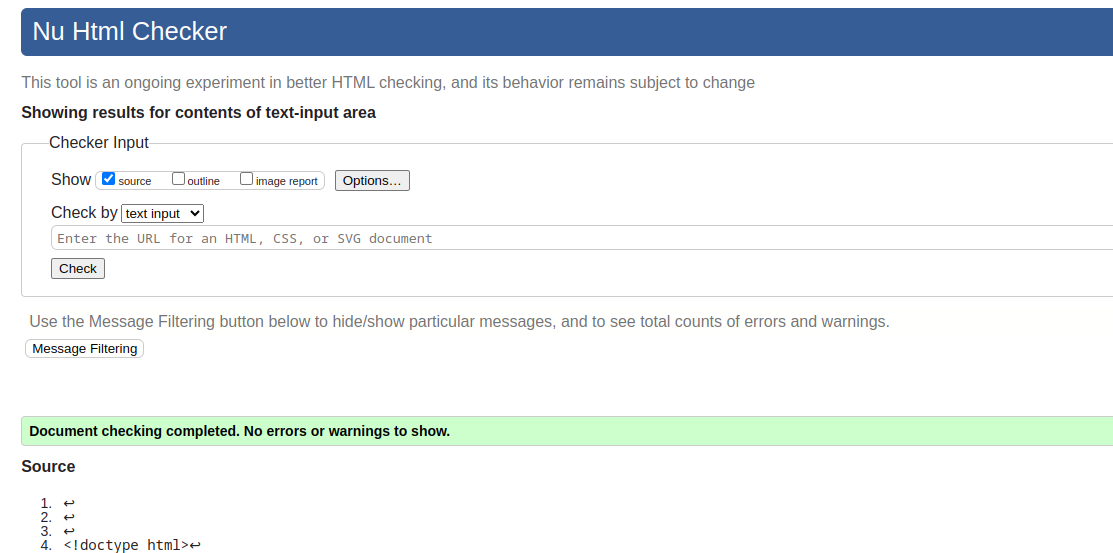 Nu Html Checker
This tool is an ongoing experiment in better HTML checking, and its behavior remains subject to change
Showing results for contents of text-input area
Checker Input
Show source outline image report Options…
Check by text input
Enter the URL for an HTML, CSS, or SVG document
Check
Use the Message Filtering button below to hide/show particular messages, and to see total counts of errors and warnings.
Message Filtering
Document checking completed. No errors or warnings to show.
Source
1. ↩
2. ↩
3. ↩
4. <!doctype html>↩